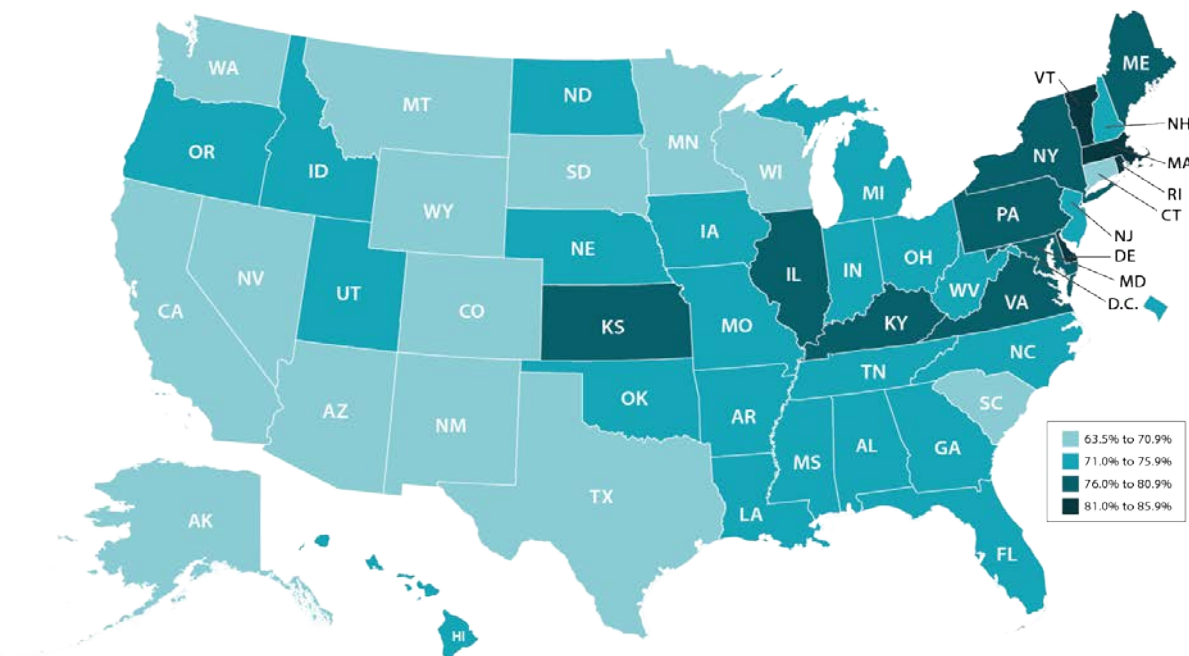 WA
MT
ND
MN
VT
ME
NH
OR
ID
SD
WI
MI
NY
MA
RI
CT
WY
IA
PA
NE
NJ
DE
MD
D.C.
NV
UT
CO
IL
IN
OH
WV
VA
CA
KS
MO
KY
NC
TN
AZ
NM
OK
AR
SC
MS
AL
GA
TX
LA
FL
AK
HI
63.5% to 70.9%
71.0% to 75.9%
76.0% to 80.9%
81.0% to 85.9%